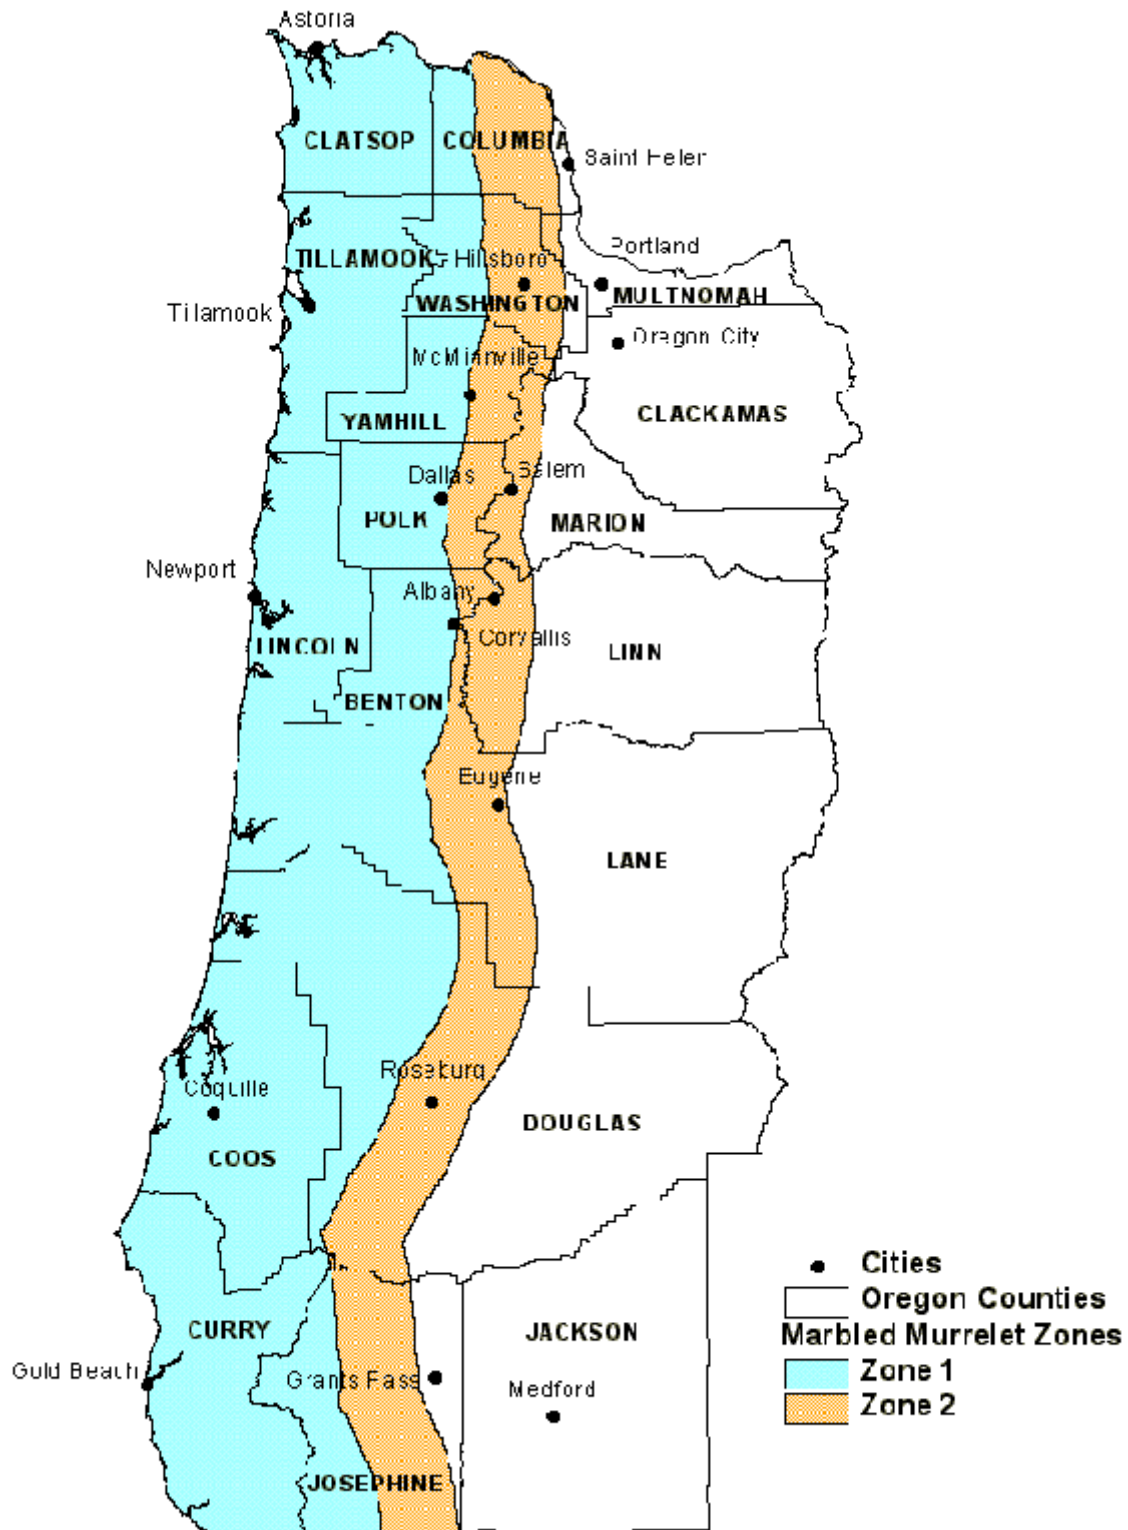 Astoria
CLATSOP
COLUMBIA
Saint Helen
Portland
TILLAMOOK
Hillsboro
WASHINGTON
MULTNOMAH
Tillamook
Oregon City
McMinnville
CLACKAMAS
YAMHILL
Dallas
Salem
POLK
MARION
Newport
Albany
Corvallis
LINCOLN
LINN
BENTON
Eugene
LANE
Roseburg
Coquille
DOUGLAS
COOS
Cities
Oregon Counties
CURRY
JACKSON
Marbled Murrelet Zones
Gold Beach
Grants Pass
Medford
Zone 1
Zone 2
JOSEPHINE